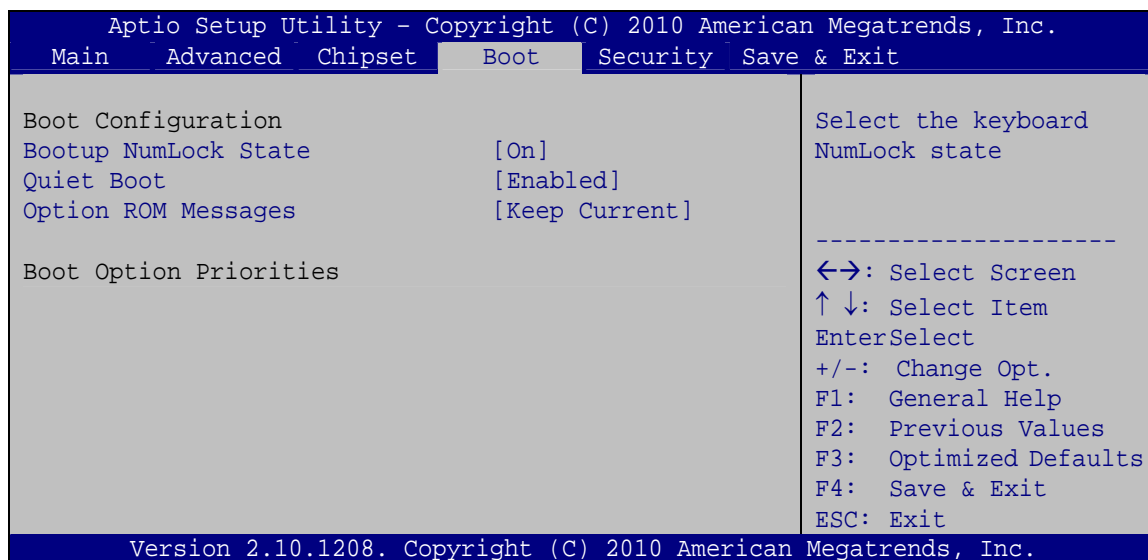 Aptio Setup Utility – Copyright (C) 2010 American Megatrends, Inc.
Main Advanced Chipset Boot Security Save & Exit
Boot Configuration
Bootup NumLock State [On]
Quiet Boot [Enabled]
Option ROM Messages [Keep Current]
Boot Option Priorities
Select the keyboard
NumLock state
---------------------
←→: Select Screen
↑ ↓: Select Item
EnterSelect
+/-: Change Opt.
F1: General Help
F2: Previous Values
F3: Optimized Defaults
F4: Save & Exit
ESC: Exit
Version 2.10.1208. Copyright (C) 2010 American Megatrends, Inc.